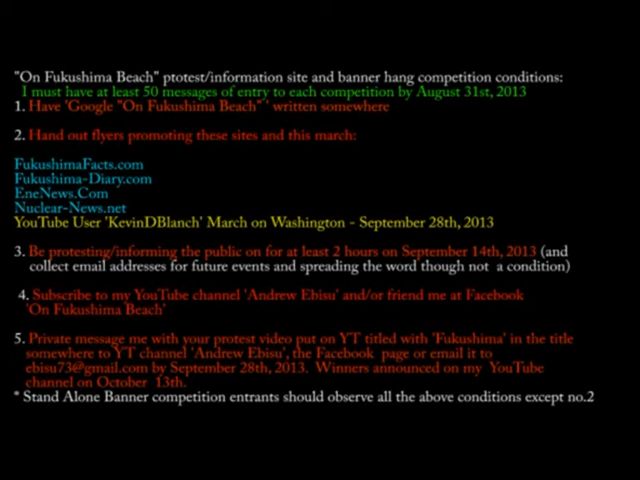 "On Fukushima Beach" ptotest/information site and banner hang competition conditions:
I must have at least 50 messages of entry to each competition by August 31st, 2013
1. Have 'Google "On Fukushima Beach" ' written somewhere
2. Hand out flyers promoting these sites and this march:
FukushimaFacts.com
Fukushima-Diary.com
EneNews.Com
Nuclear-News.net
YouTube User 'KevinDBlanch' March on Washington - September 28th, 2013
3. Be protesting/informing the public on for at least 2 hours on September 14th, 2013 (and
collect email addresses for future events and spreading the word though not a condition)
4. Subscribe to my YouTube channel 'Andrew Ebisu' and/or friend me at Facebook
'On Fukushima Beach'
5. Private message me with your protest video put on YT titled with 'Fukushima' in the title
somewhere to YT channel 'Andrew Ebisu', the Facebook page or email it to
ebisu73@gmail.com by September 28th, 2013. Winners announced on my YouTube
channel on October 13th.
* Stand Alone Banner competition entrants should observe all the above conditions except no.2